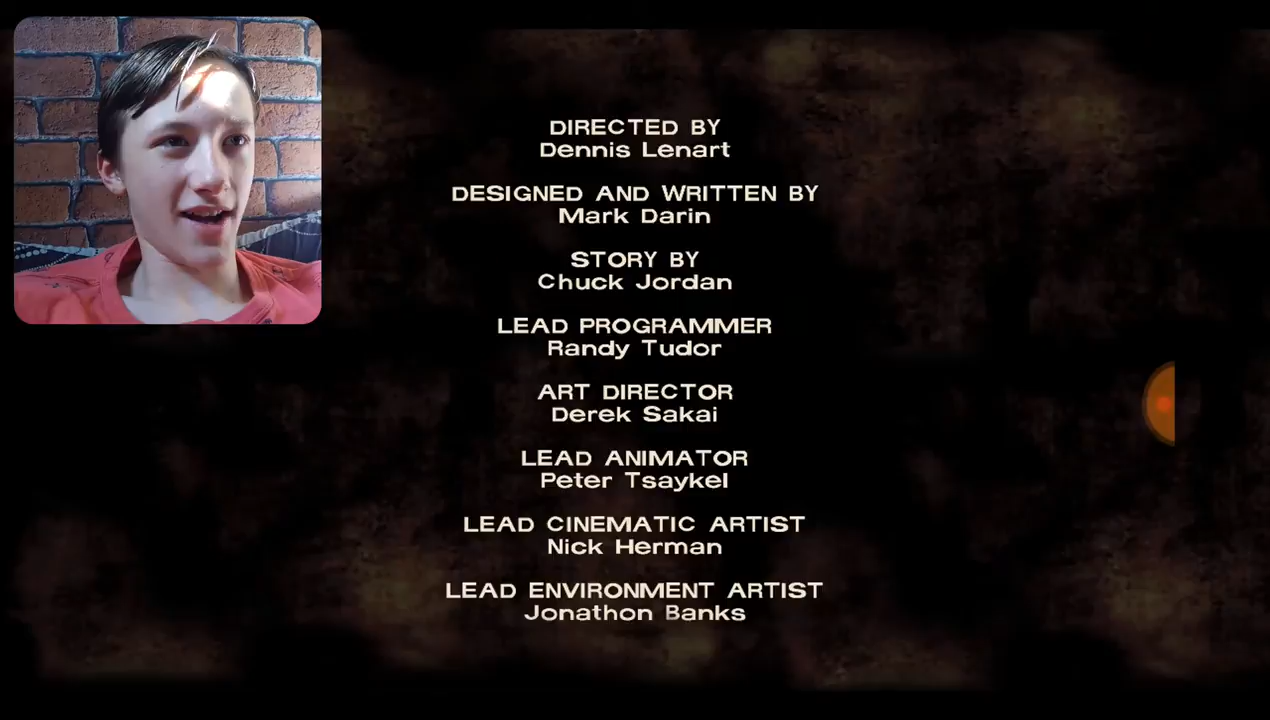 DIRECTED BY
Dennis Lenart
DESIGNED AND WRITTEN BY
Mark Darin
STORY BY
Chuck Jordan
LEAD PROGRAMMER
Randy Tudor
ART DIRECTOR
Derek Sakai
LEAD ANIMATOR
Peter Tsaykel
LEAD CINEMATIC ARTIST
Nick Herman
LEAD ENVIRONMENT ARTIST
Jonathon Banks